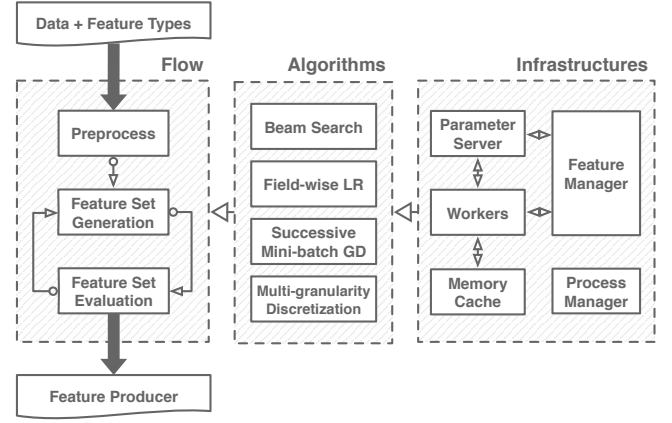 Data + Feature Types
Flow
Algorithms
Infrastructures
Preprocess
Feature Set
Generation
Feature Set
Evaluation
Feature Producer
Beam Search
Field-wise LR
Successive
Mini-batch GD
Multi-granularity
Discretization
Parameter
Server
Workers
Memory
Cache
Feature
Manager
Process
Manager